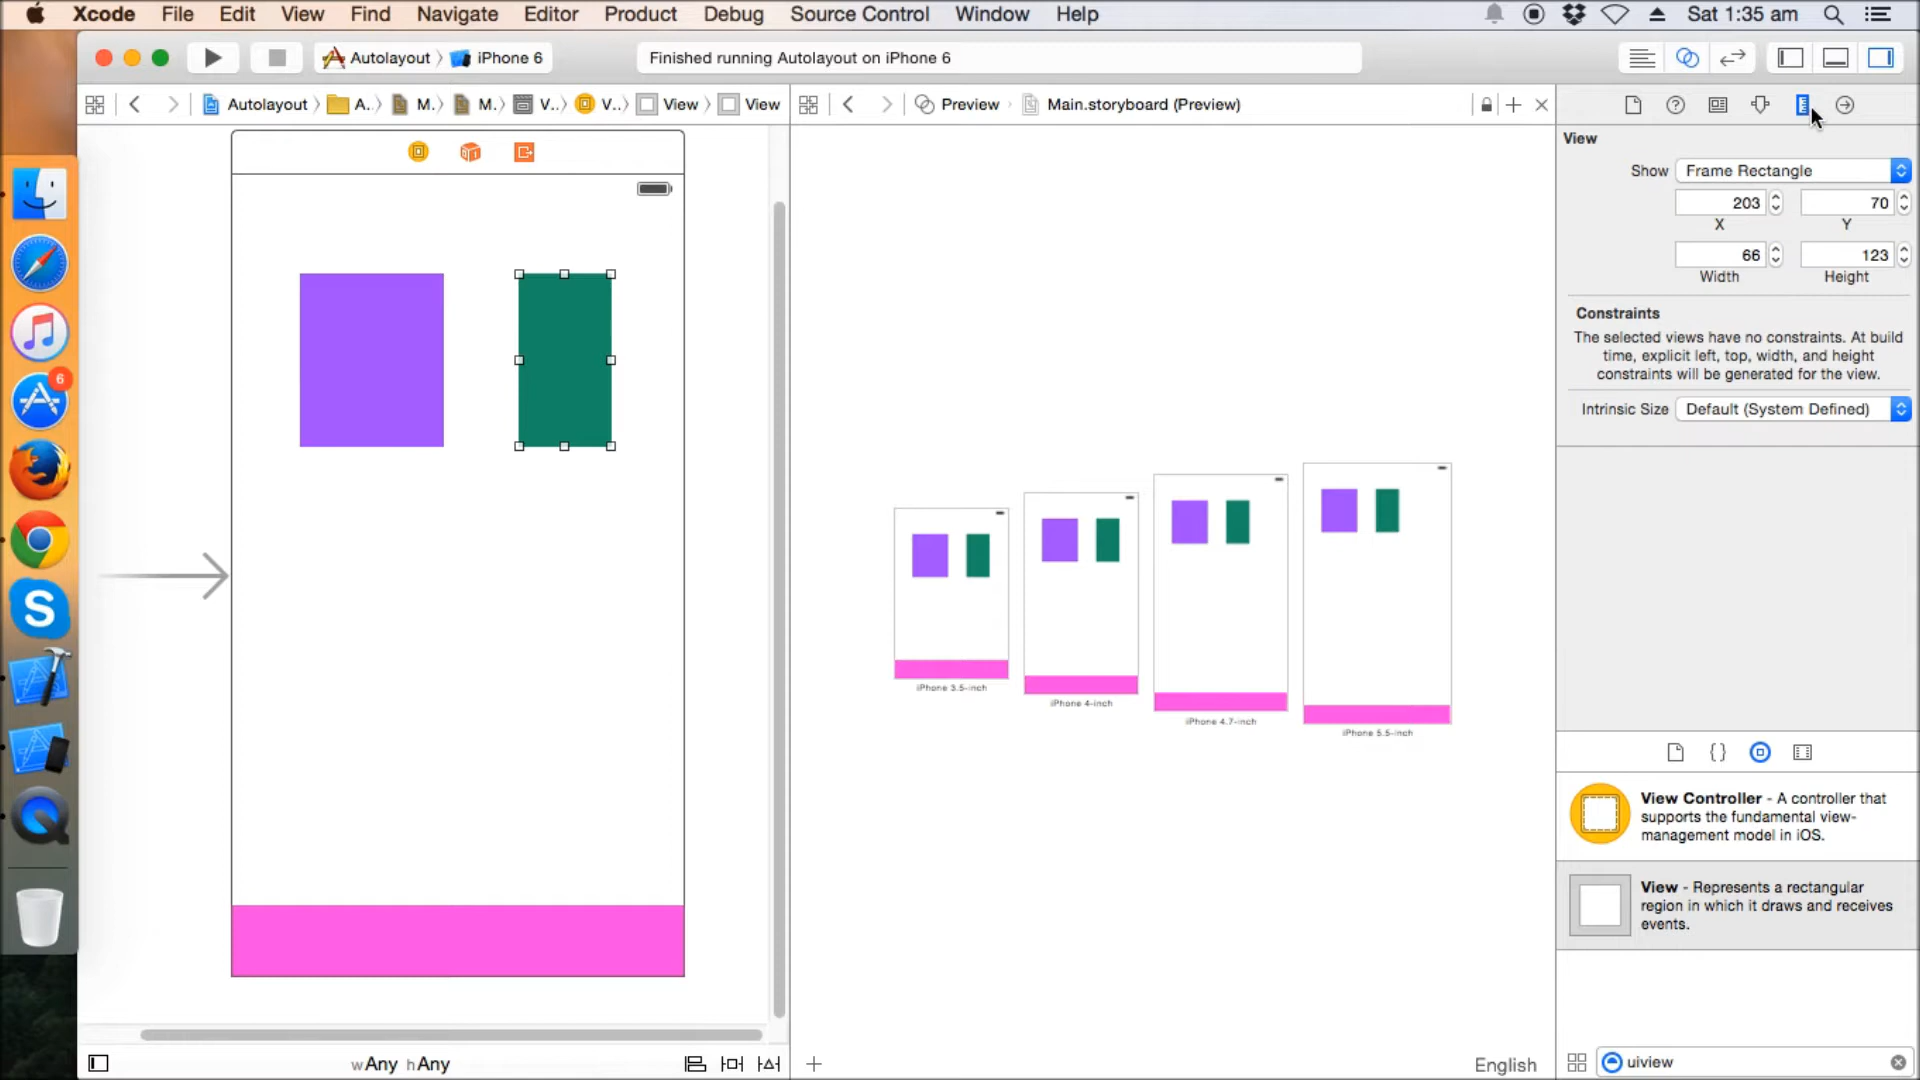 Xcode File Edit View Find Navigate Editor Product Debug Source Control Window Help Sat 1:35 am
Autolayout iPhone 6 Finished running Autolayout on iPhone 6
Autolayout A.. M. M. V.. V.. View View
Preview Main.storyboard (Preview)
View
Show Frame Rectangle
203 70
X Y
66 123
Width Height
Constraints
The selected views have no constraints. At build
time, explicit left, top, width, and height
constraints will be generated for the view.
Intrinsic Size Default (System Defined)
6
S
iPhone 3.5-inch
iPhone 4-inch
iPhone 4.7-inch
iPhone 5.5-inch
View Controller - A controller that
supports the fundamental view-
management model in iOS.
View - Represents a rectangular
region in which it draws and receives
events.
wAny hAny
English
uiview